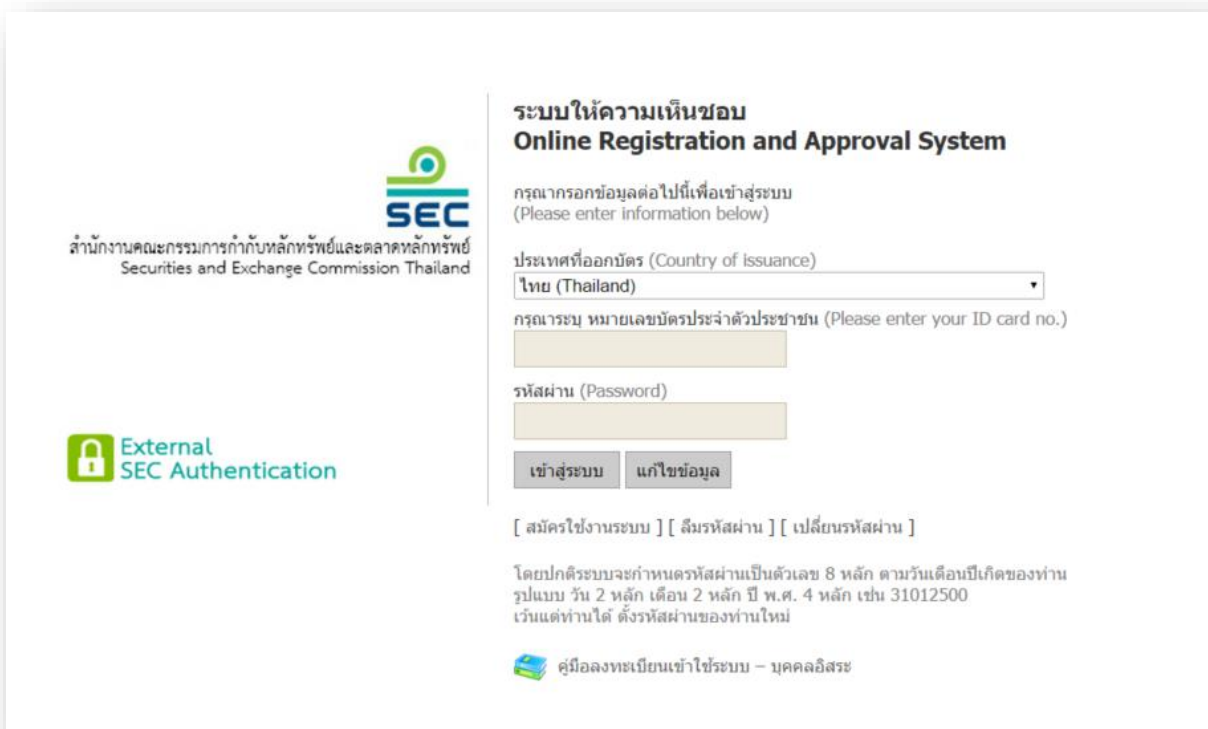 SEC
สำนักงานคณะกรรมการกำกับหลักทรัพย์และตลาดหลักทรัพย์
Securities and Exchange Commission Thailand
External
SEC Authentication
ระบบให้ความเห็นชอบ
Online Registration and Approval System
กรุณากรอกข้อมูลต่อไปนี้เพื่อเข้าสู่ระบบ
(Please enter information below)
ประเทศที่ออกบัตร (Country of issuance)
ไทย (Thailand)
กรุณาระบุ หมายเลขบัตรประจำตัวประชาชน (Please enter your ID card no.)
รหัสผ่าน (Password)
เข้าสู่ระบบ แก้ไขข้อมูล
[ สมัครใช้งานระบบ ] [ ลืมรหัสผ่าน ] [ เปลี่ยนรหัสผ่าน ]
โดยปกติระบบจะกำหนดรหัสผ่านเป็นตัวเลข 8 หลัก ตามวันเดือนปีเกิดของท่าน
รูปแบบ วัน 2 หลัก เดือน 2 หลัก ปี พ.ศ. 4 หลัก เช่น 31012500
เว้นแต่ท่านได้ ตั้งรหัสผ่านของท่านใหม่
คู่มือลงทะเบียนเข้าใช้ระบบ – บุคคลอิสระ